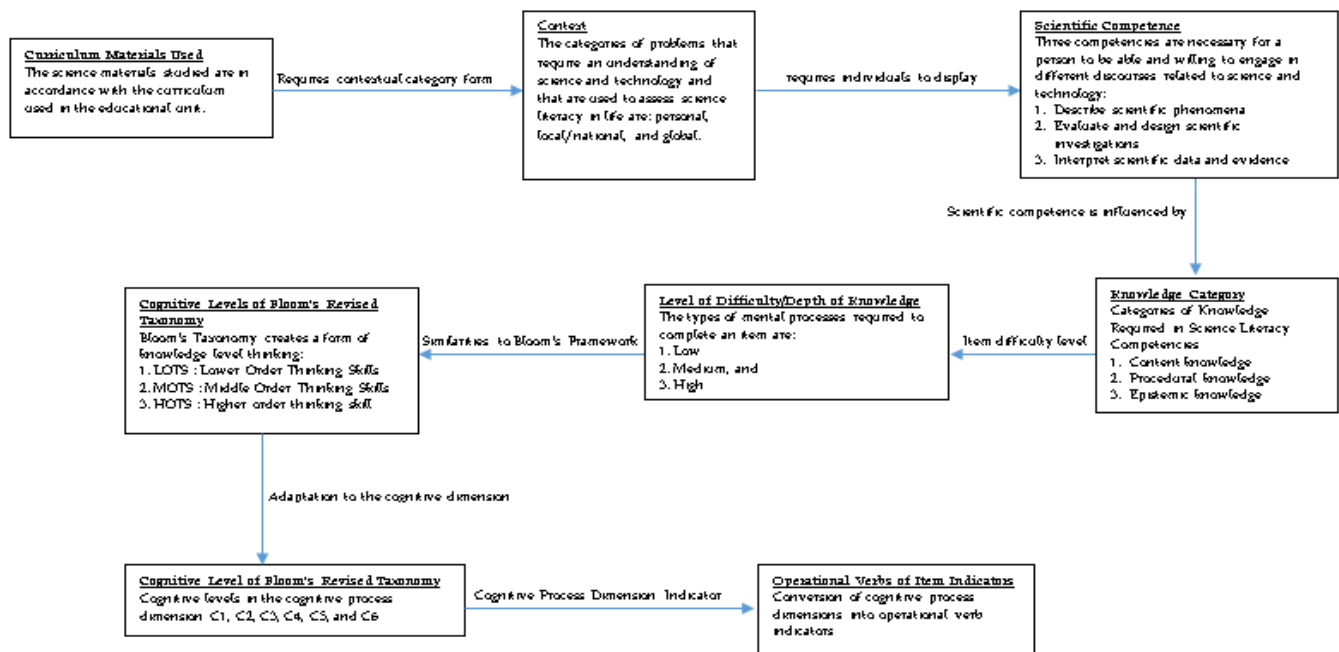 Curriculum Materials Used
The science materials studied are in
accordance with the curriculum
used in the educational unit.
Requires contextual category form
Context
The categories of problems that
require an understanding of
science and technology and
that are used to assess science
literacy in life are: personal,
local/national, and global.
requires individuals to display
Scientific Competence
Three competencies are necessary for a
person to be able and willing to engage in
different discourses related to science and
technology:
1. Describe scientific phenomena
2. Evaluate and design scientific
investigations
3. Interpret scientific data and evidence
Scientific competence is influenced by
Knowledge Category
Categories of Knowledge
Required in Science Literacy
Competencies
1. Content knowledge
2. Procedural knowledge
3. Epistemic knowledge
Item difficulty level
Level of Difficulty/Depth of Knowledge
The types of mental processes required to
complete an item are:
1. Low
2. Medium, and
3. High
Similarities to Bloom's Framework
Cognitive Levels of Bloom's Revised
Taxonomy
Bloom's Taxonomy creates a form of
knowledge level thinking:
1. LOTS : Lower Order Thinking Skills
2. MOTS : Middle Order Thinking Skills
3. HOTS : Higher order thinking skill
Adaptation to the cognitive dimension
Cognitive Level of Bloom's Revised Taxonomy
Cognitive levels in the cognitive process
dimension C1, C2, C3, C4, C5, and C6
Cognitive Process Dimension Indicator
Operational Verbs of Item Indicators
Conversion of cognitive process
dimensions into operational verb
indicators